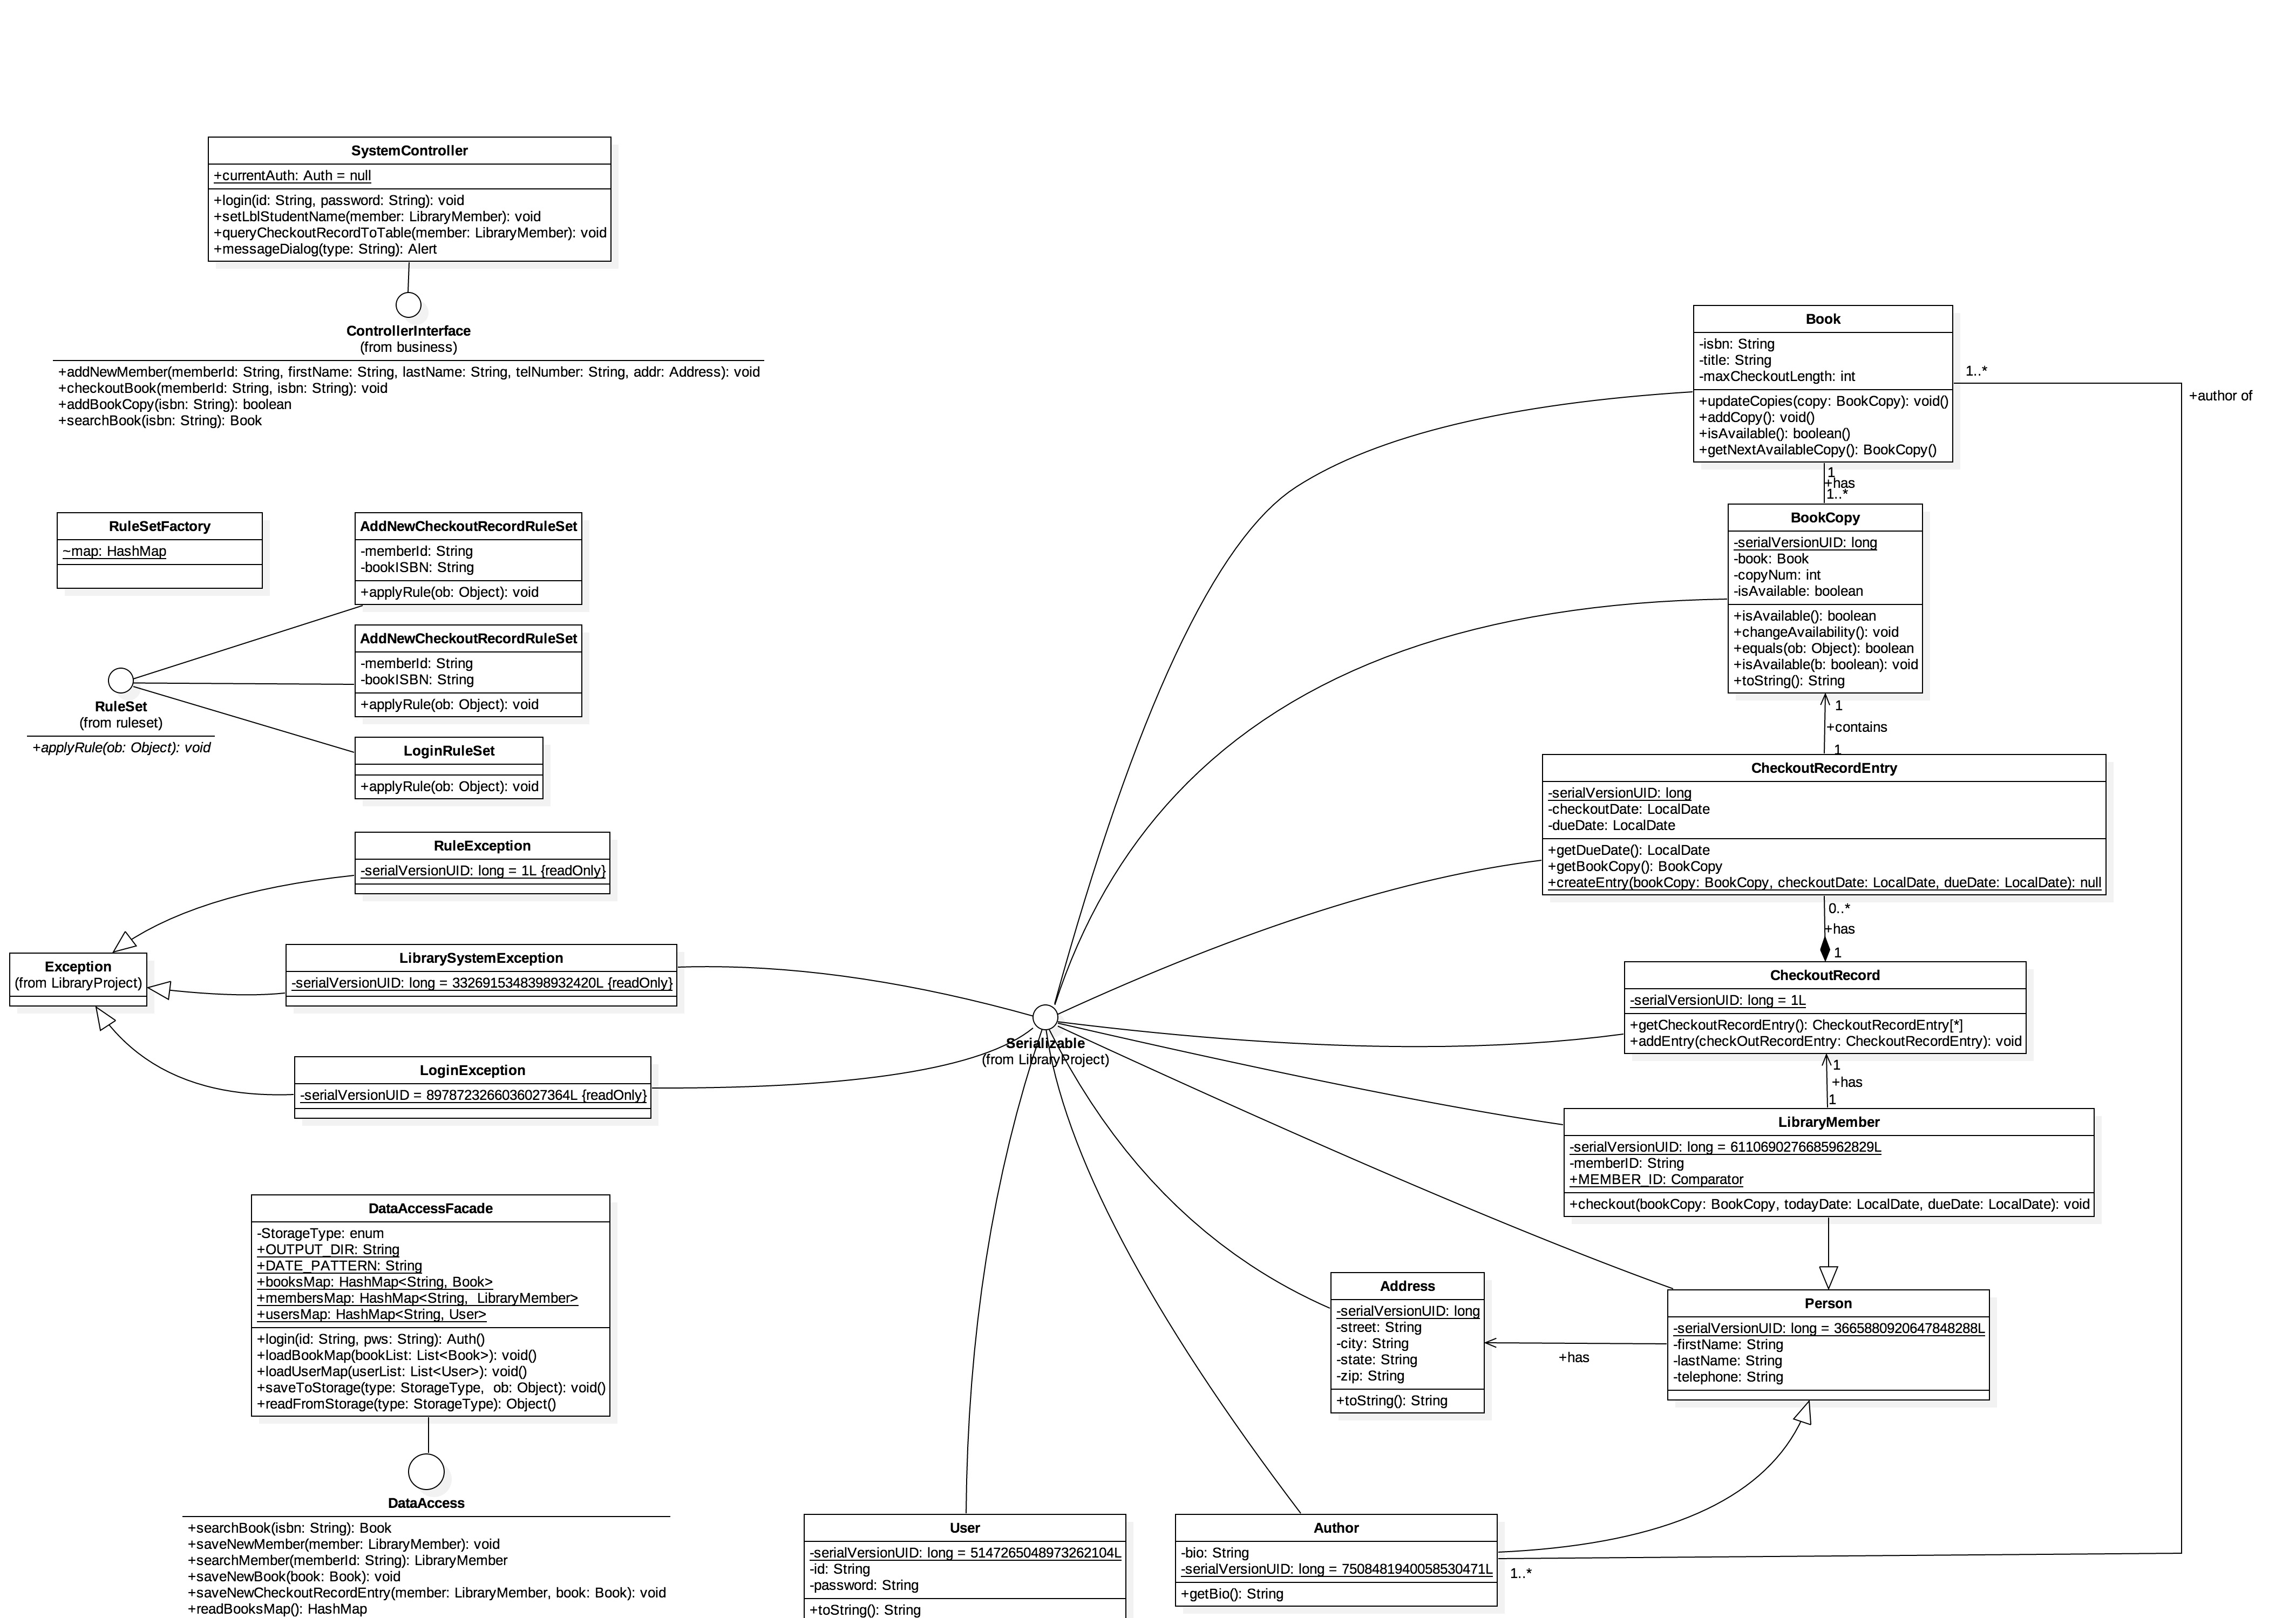 SystemController
+currentAuth: Auth = null
+login(id: String, password: String): void
+setLblStudentName(member: LibraryMember): void
+queryCheckoutRecordToTable(member: LibraryMember): void
+messageDialog(type: String): Alert
ControllerInterface
(from business)
+addNewMember(memberId: String, firstName: String, lastName: String, telNumber: String, addr: Address): void
+checkoutBook(memberId: String, isbn: String): void
+addBookCopy(isbn: String): boolean
+searchBook(isbn: String): Book
RuleSetFactory
~map: HashMap
AddNewCheckoutRecordRuleSet
-memberId: String
-bookISBN: String
+applyRule(ob: Object): void
AddNewCheckoutRecordRuleSet
-memberId: String
-bookISBN: String
+applyRule(ob: Object): void
RuleSet
(from ruleset)
+applyRule(ob: Object): void
LoginRuleSet
+applyRule(ob: Object): void
RuleException
-serialVersionUID: long = 1L {readOnly}
Exception
(from LibraryProject)
LibrarySystemException
-serialVersionUID: long = 3326915348398932420L {readOnly}
LoginException
-serialVersionUID = 8978723266036027364L {readOnly}
Serializable
(from LibraryProject)
DataAccessFacade
-StorageType: enum
+OUTPUT_DIR: String
+DATE_PATTERN: String
+booksMap: HashMap<String, Book>
+membersMap: HashMap<String,  LibraryMember>
+usersMap: HashMap<String, User>
+login(id: String, pws: String): Auth()
+loadBookMap(bookList: List<Book>): void()
+loadUserMap(userList: List<User>): void()
+saveToStorage(type: StorageType,  ob: Object): void()
+readFromStorage(type: StorageType): Object()
DataAccess
+searchBook(isbn: String): Book
+saveNewMember(member: LibraryMember): void
+searchMember(memberId: String): LibraryMember
+saveNewBook(book: Book): void
+saveNewCheckoutRecordEntry(member: LibraryMember, book: Book): void
+readBooksMap(): HashMap
Book
-isbn: String
-title: String
-maxCheckoutLength: int
+updateCopies(copy: BookCopy): void()
+addCopy(): void()
+isAvailable(): boolean()
+getNextAvailableCopy(): BookCopy()
1..*
+author of
1
+has
1..*
BookCopy
-serialVersionUID: long
-book: Book
-copyNum: int
-isAvailable: boolean
+isAvailable(): boolean
+changeAvailability(): void
+equals(ob: Object): boolean
+isAvailable(b: boolean): void
+toString(): String
1
+contains
1
CheckoutRecordEntry
-serialVersionUID: long
-checkoutDate: LocalDate
-dueDate: LocalDate
+getDueDate(): LocalDate
+getBookCopy(): BookCopy
+createEntry(bookCopy: BookCopy, checkoutDate: LocalDate, dueDate: LocalDate): null
0..*
+has
1
CheckoutRecord
-serialVersionUID: long = 1L
+getCheckoutRecordEntry(): CheckoutRecordEntry[*]
+addEntry(checkOutRecordEntry: CheckoutRecordEntry): void
1
+has
1
LibraryMember
-serialVersionUID: long = 6110690276685962829L
-memberID: String
+MEMBER_ID: Comparator
+checkout(bookCopy: BookCopy, todayDate: LocalDate, dueDate: LocalDate): void
Address
-serialVersionUID: long
-street: String
-city: String
-state: String
-zip: String
+toString(): String
+has
Person
-serialVersionUID: long = 3665880920647848288L
-firstName: String
-lastName: String
-telephone: String
User
-serialVersionUID: long = 5147265048973262104L
-id: String
-password: String
+toString(): String
Author
-bio: String
-serialVersionUID: long = 7508481940058530471L
+getBio(): String
1..*